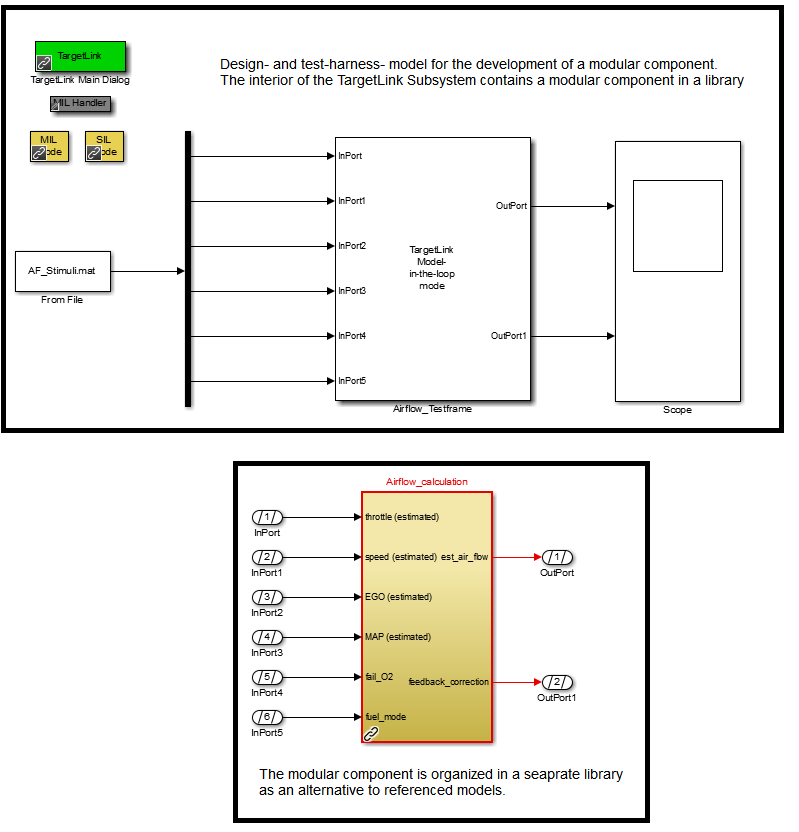 TargetLink
TargetLink Main Dialog
Design- and test-harness- model for the development of a modular component.
The interior of the TargetLink Subsystem contains a modular component in a library
MIL Handler
MIL
SIL
InPort
InPort1
InPort2
InPort3
InPort4
InPort5
OutPort
OutPort1
TargetLink
Model-
in-the-loop
mode
AF_Stimuli.mat
From File
Airflow_Testframe
Scope
Airflow_calculation
1
InPort
throttle (estimated)
2
InPort1
speed (estimated) est_air_flow
1
OutPort
3
InPort2
EGO (estimated)
4
InPort3
MAP (estimated)
5
InPort4
fail_O2
feedback_correction
2
OutPort1
6
InPort5
fuel_mode
The modular component is organized in a seaprate library
as an alternative to referenced models.